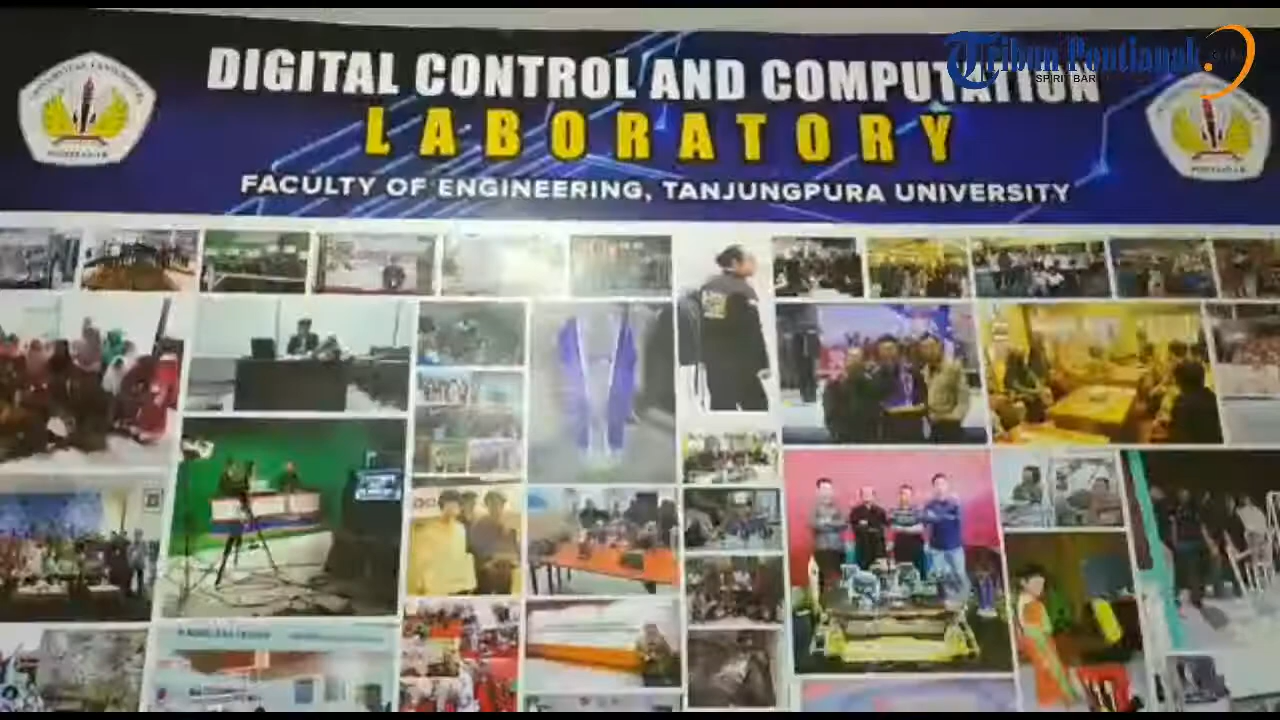 DIGITAL CONTROL AND COMPUTATION
LABORATORY
FACULTY OF ENGINEERING, TANJUNGPURA UNIVERSITY
Tribun Pontianak